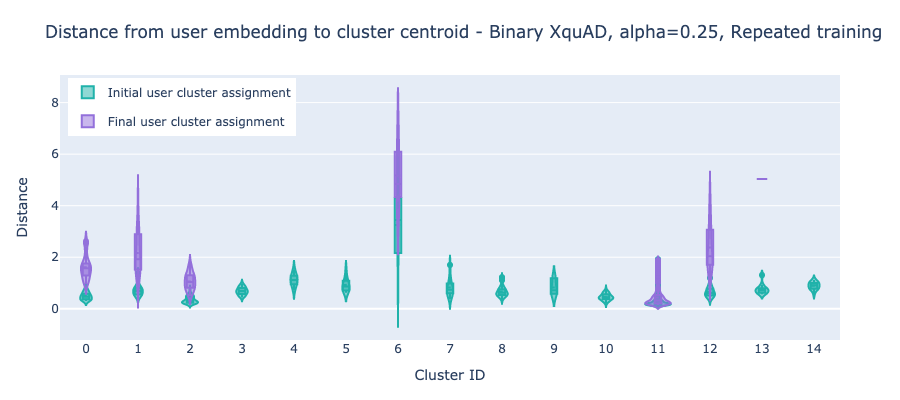 Distance from user embedding to cluster centroid - Binary XquAD, alpha=0.25, Repeated training
Initial user cluster assignment
Final user cluster assignment
8
6
4
2
0
Distance
0 1 2 3 4 5 6 7 8 9 10 11 12 13 14
Cluster ID